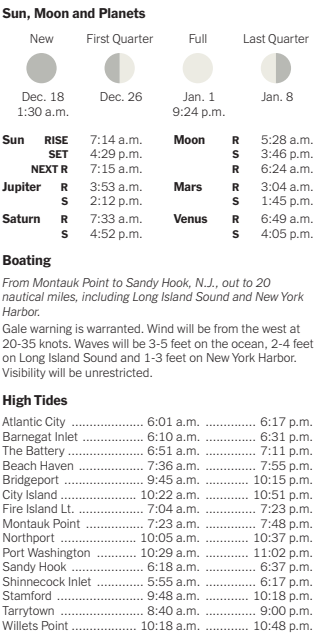 Sun, Moon and Planets
New First Quarter Full Last Quarter
Dec. 18 Dec. 26 Jan. 1 Jan. 8
1:30 a.m. 9:24 p.m.
Sun RISE 7:14 a.m. Moon R 5:28 a.m.
SET 4:29 p.m. S 3:46 p.m.
NEXT R 7:15 a.m. R 6:24 a.m.
Jupiter R 3:53 a.m. Mars R 3:04 a.m.
S 2:12 p.m. S 1:45 p.m.
Saturn R 7:33 a.m. Venus R 6:49 a.m.
S 4:52 p.m. S 4:05 p.m.
Boating
From Montauk Point to Sandy Hook, N.J., out to 20
nautical miles, including Long Island Sound and New York
Harbor.
Gale warning is warranted. Wind will be from the west at
20-35 knots. Waves will be 3-5 feet on the ocean, 2-4 feet
on Long Island Sound and 1-3 feet on New York Harbor.
Visibility will be unrestricted.
High Tides
Atlantic City .................... 6:01 a.m. .............. 6:17 p.m.
Barnegat Inlet ................. 6:10 a.m. .............. 6:31 p.m.
The Battery ..................... 6:51 a.m. .............. 7:11 p.m.
Beach Haven .................. 7:36 a.m. .............. 7:55 p.m.
Bridgeport ...................... 9:45 a.m. ............ 10:15 p.m.
City Island ..................... 10:22 a.m. ............ 10:51 p.m.
Fire Island Lt. ................. 7:04 a.m. .............. 7:23 p.m.
Montauk Point ................ 7:23 a.m. .............. 7:48 p.m.
Northport ...................... 10:05 a.m. ............ 10:37 p.m.
Port Washington ............ 10:29 a.m. ............ 11:02 p.m.
Sandy Hook .................... 6:18 a.m. .............. 6:37 p.m.
Shinnecock Inlet ............. 5:55 a.m. .............. 6:17 p.m.
Stamford ........................ 9:48 a.m. ............ 10:18 p.m.
Tarrytown ....................... 8:40 a.m. .............. 9:00 p.m.
Willets Point .................. 10:18 a.m. ............ 10:48 p.m.